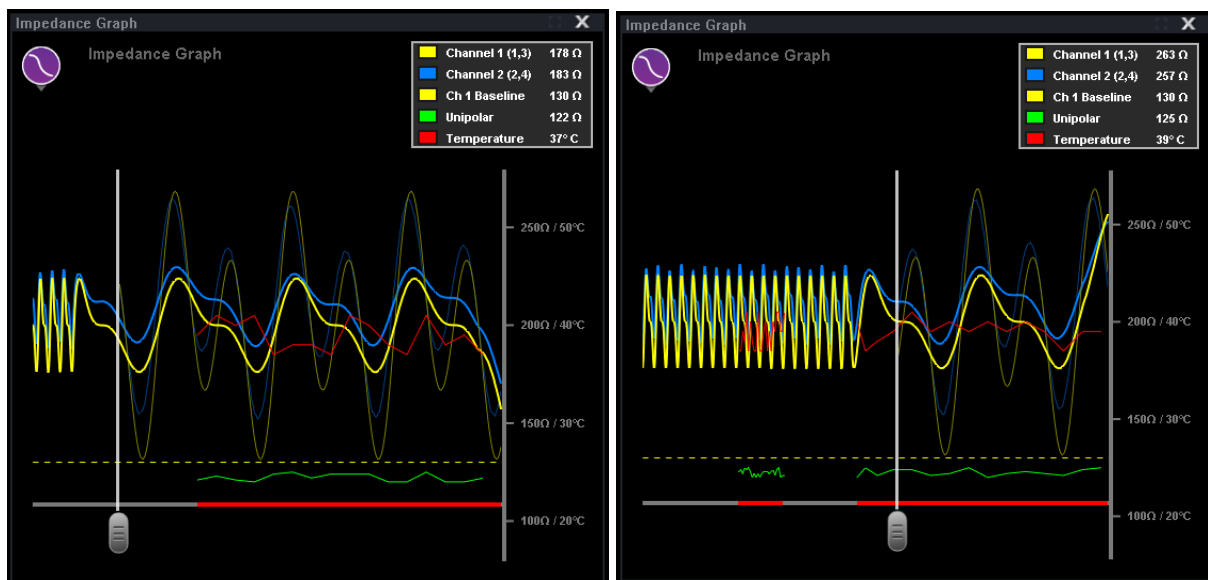 Impedance Graph
Impedance Graph
Channel 1 (1,3) 178 Ω
Channel 2 (2,4) 183 Ω
Ch 1 Baseline 130 Ω
Unipolar 122 Ω
Temperature 37° C
250Ω / 50°C
200Ω / 40°C
150Ω / 30°C
100Ω / 20°C
Impedance Graph
Impedance Graph
Channel 1 (1,3) 263 Ω
Channel 2 (2,4) 257 Ω
Ch 1 Baseline 130 Ω
Unipolar 125 Ω
Temperature 39° C
250Ω / 50°C
200Ω / 40°C
150Ω / 30°C
100Ω / 20°C